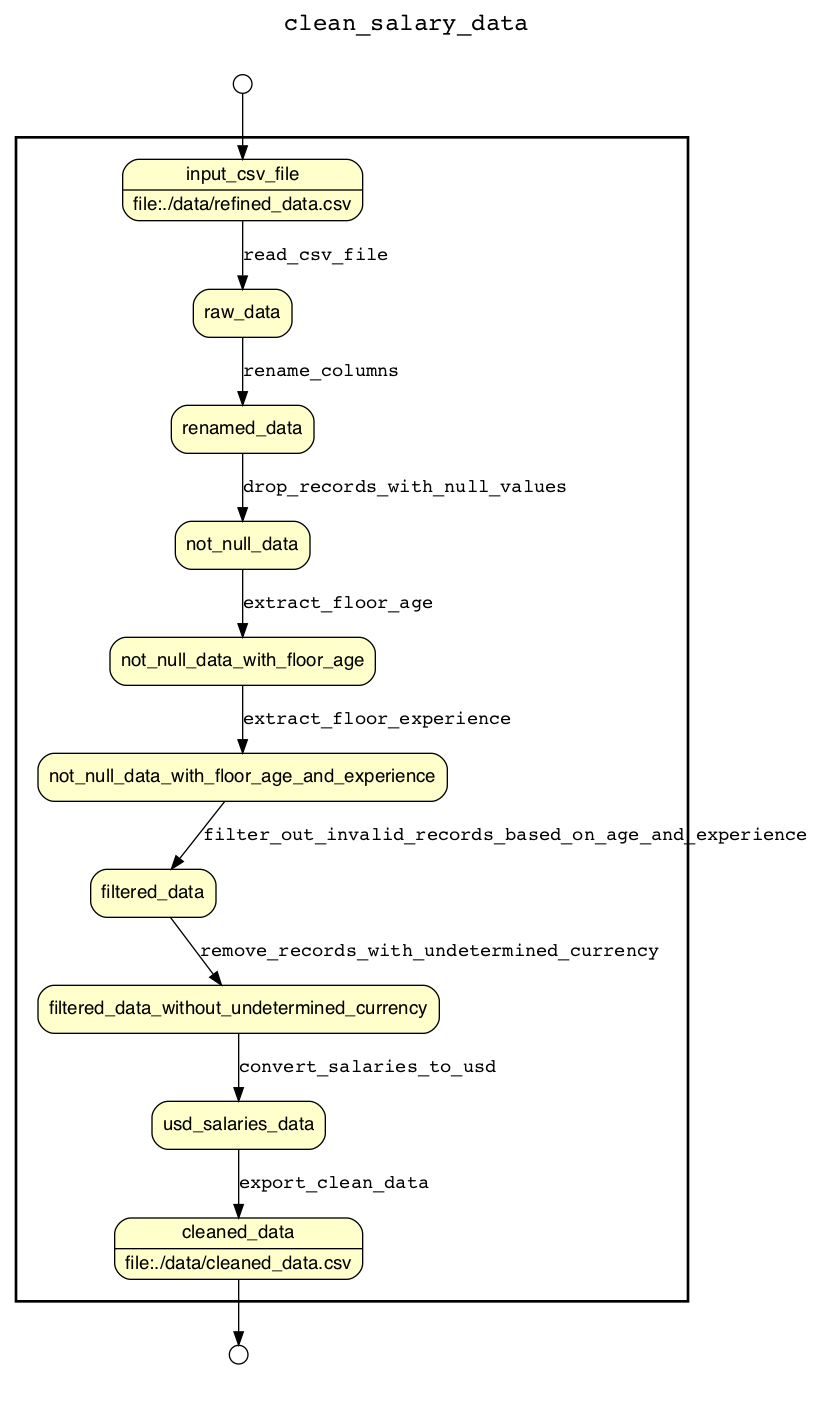 clean_salary_data
input_csv_file
file:./data/refined_data.csv
read_csv_file
raw_data
rename_columns
renamed_data
drop_records_with_null_values
not_null_data
extract_floor_age
not_null_data_with_floor_age
extract_floor_experience
not_null_data_with_floor_age_and_experience
filter_out_invalid_records_based_on_age_and_experience
filtered_data
remove_records_with_undetermined_currency
filtered_data_without_undetermined_currency
convert_salaries_to_usd
usd_salaries_data
export_clean_data
cleaned_data
file:./data/cleaned_data.csv